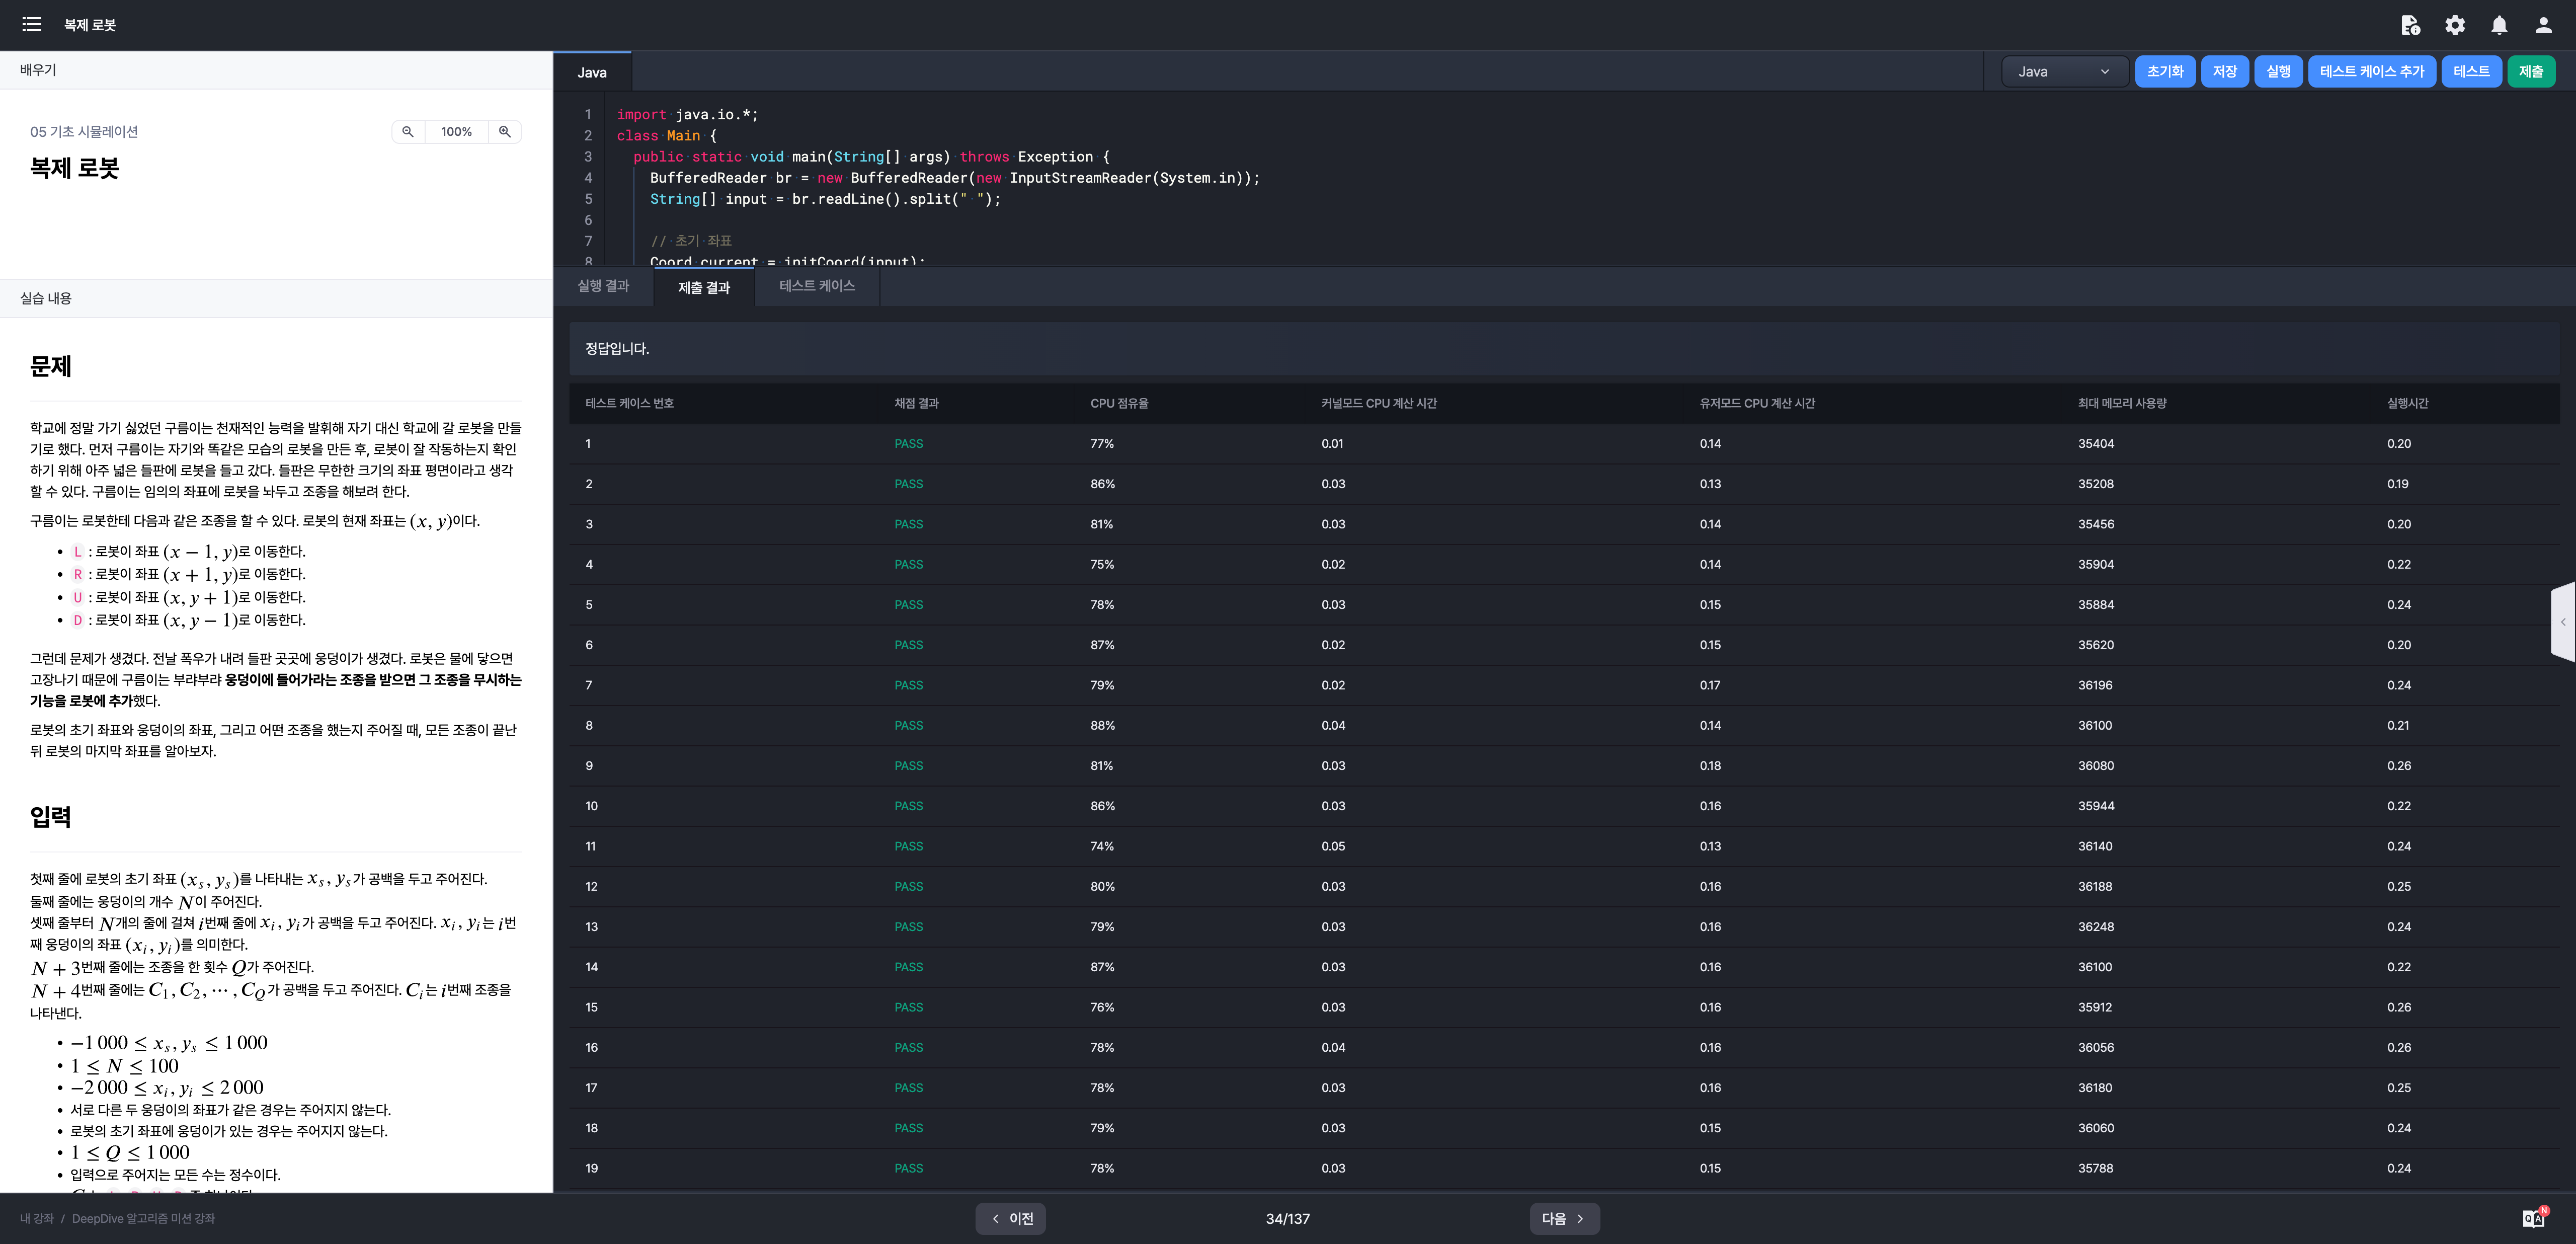 복제 로봇
배우기
05 기초 시뮬레이션
100%
복제 로봇
실습 내용
문제
학교에 정말 가기 싫었던 구름이는 천재적인 능력을 발휘해 자기 대신 학교에 갈 로봇을 만들
기로 했다. 먼저 구름이는 자기와 똑같은 모습의 로봇을 만든 후, 로봇이 잘 작동하는지 확인
하기 위해 아주 넓은 들판에 로봇을 들고 갔다. 들판은 무한한 크기의 좌표 평면이라고 생각
할 수 있다. 구름이는 임의의 좌표에 로봇을 놔두고 조종을 해보려 한다.
구름이는 로봇한테 다음과 같은 조종을 할 수 있다. 로봇의 현재 좌표는 (x, y)이다.
• L : 로봇이 좌표 (x − 1, y)로 이동한다.
• R : 로봇이 좌표 (x + 1, y)로 이동한다.
• U : 로봇이 좌표 (x, y + 1)로 이동한다.
• D : 로봇이 좌표 (x, y − 1)로 이동한다.
그런데 문제가 생겼다. 전날 폭우가 내려 들판 곳곳에 웅덩이가 생겼다. 로봇은 물에 닿으면
고장나기 때문에 구름이는 부랴부랴 웅덩이에 들어가라는 조종을 받으면 그 조종을 무시하는
기능을 로봇에 추가했다.
로봇의 초기 좌표와 웅덩이의 좌표, 그리고 어떤 조종을 했는지 주어질 때, 모든 조종이 끝난
뒤 로봇의 마지막 좌표를 알아보자.
입력
첫째 줄에 로봇의 초기 좌표 (xₛ, yₛ)를 나타내는 xₛ, yₛ가 공백을 두고 주어진다.
둘째 줄에는 웅덩이의 개수 N이 주어진다.
셋째 줄부터 N개의 줄에 걸쳐 i번째 줄에 xᵢ, yᵢ가 공백을 두고 주어진다. xᵢ, yᵢ는 i번
째 웅덩이의 좌표 (xᵢ, yᵢ)를 의미한다.
N + 3번째 줄에는 조종을 한 횟수 Q가 주어진다.
N + 4번째 줄에는 C₁, C₂, ⋯ , C_Q가 공백을 두고 주어진다. Cᵢ는 i번째 조종을
나타낸다.
• −1 000 ≤ xₛ, yₛ ≤ 1 000
• 1 ≤ N ≤ 100
• −2 000 ≤ xᵢ, yᵢ ≤ 2 000
• 서로 다른 두 웅덩이의 좌표가 같은 경우는 주어지지 않는다.
• 로봇의 초기 좌표에 웅덩이가 있는 경우는 주어지지 않는다.
• 1 ≤ Q ≤ 1 000
• 입력으로 주어지는 모든 수는 정수이다.
Java
Java 초기화 저장 실행 테스트 케이스 추가 테스트 제출
1 import java.io.*;
2 class Main {
3 public static void main(String[] args) throws Exception {
4 BufferedReader br = new BufferedReader(new InputStreamReader(System.in));
5 String[] input = br.readLine().split(" ");
6
7 // 초기 좌표
8 Coord current = initCoord(input);
실행 결과 제출 결과 테스트 케이스
정답입니다.
테스트 케이스 번호 채점 결과 CPU 점유율 커널모드 CPU 계산 시간 유저모드 CPU 계산 시간 최대 메모리 사용량 실행시간
1 PASS 77% 0.01 0.14 35404 0.20
2 PASS 86% 0.03 0.13 35208 0.19
3 PASS 81% 0.03 0.14 35456 0.20
4 PASS 75% 0.02 0.14 35904 0.22
5 PASS 78% 0.03 0.15 35884 0.24
6 PASS 87% 0.02 0.15 35620 0.20
7 PASS 79% 0.02 0.17 36196 0.24
8 PASS 88% 0.04 0.14 36100 0.21
9 PASS 81% 0.03 0.18 36080 0.26
10 PASS 86% 0.03 0.16 35944 0.22
11 PASS 74% 0.05 0.13 36140 0.24
12 PASS 80% 0.03 0.16 36188 0.25
13 PASS 79% 0.03 0.16 36248 0.24
14 PASS 87% 0.03 0.16 36100 0.22
15 PASS 76% 0.03 0.16 35912 0.26
16 PASS 78% 0.04 0.16 36056 0.26
17 PASS 78% 0.03 0.16 36180 0.25
18 PASS 79% 0.03 0.15 36060 0.24
19 PASS 78% 0.03 0.15 35788 0.24
내 강좌 / DeepDive 알고리즘 미션 강좌
이전 34/137 다음
QA N